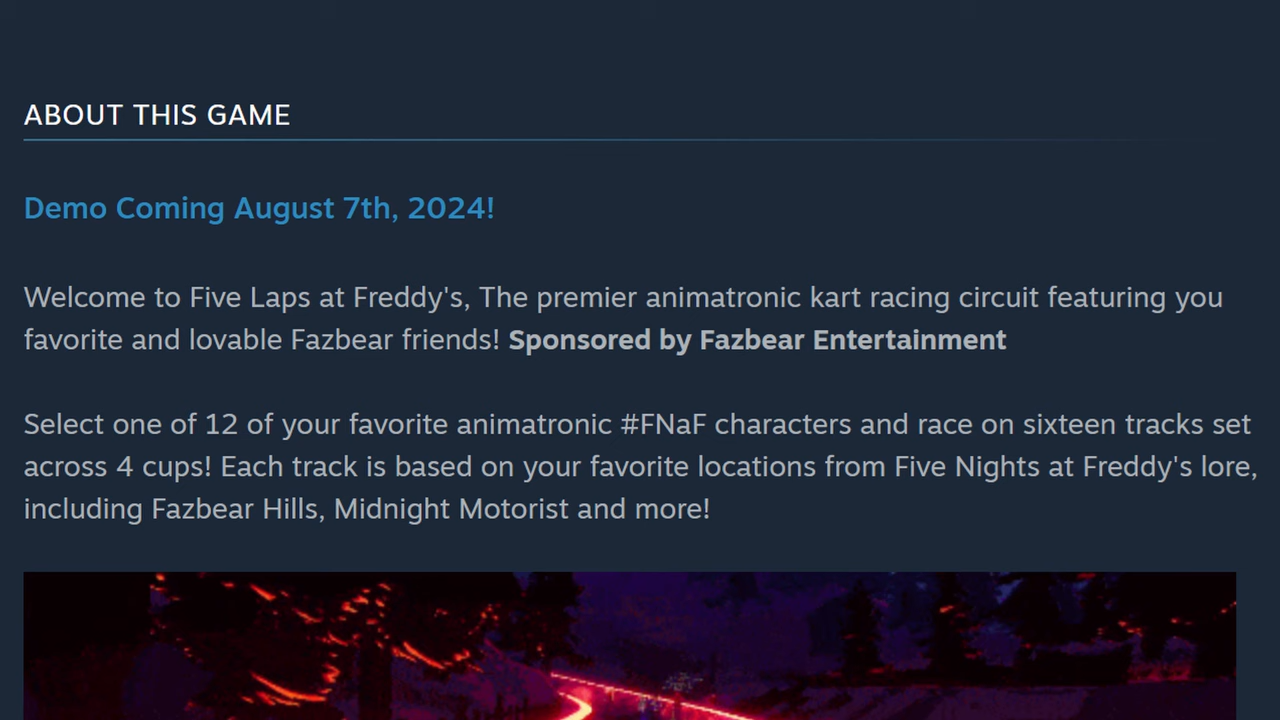 ABOUT THIS GAME
Demo Coming August 7th, 2024!
Welcome to Five Laps at Freddy's, The premier animatronic kart racing circuit featuring you
favorite and lovable Fazbear friends! Sponsored by Fazbear Entertainment
Select one of 12 of your favorite animatronic #FNaF characters and race on sixteen tracks set
across 4 cups! Each track is based on your favorite locations from Five Nights at Freddy's lore,
including Fazbear Hills, Midnight Motorist and more!